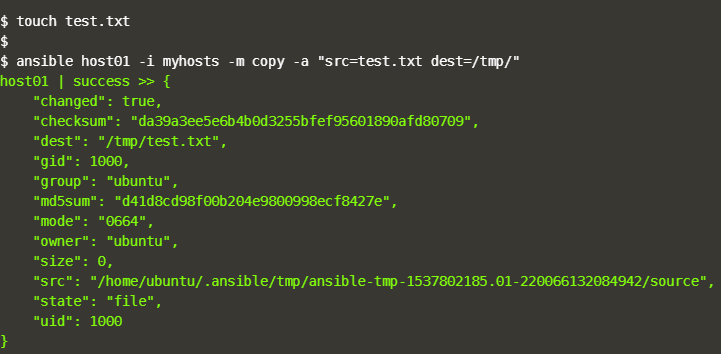 $ touch test.txt
$
$ ansible host01 -i myhosts -m copy -a "src=test.txt dest=/tmp/"
host01 | success >> {
    "changed": true,
    "checksum": "da39a3ee5e6b4b0d3255bfef95601890afd80709",
    "dest": "/tmp/test.txt",
    "gid": 1000,
    "group": "ubuntu",
    "md5sum": "d41d8cd98f00b204e9800998ecf8427e",
    "mode": "0664",
    "owner": "ubuntu",
    "size": 0,
    "src": "/home/ubuntu/.ansible/tmp/ansible-tmp-1537802185.01-220066132084942/source",
    "state": "file",
    "uid": 1000
}